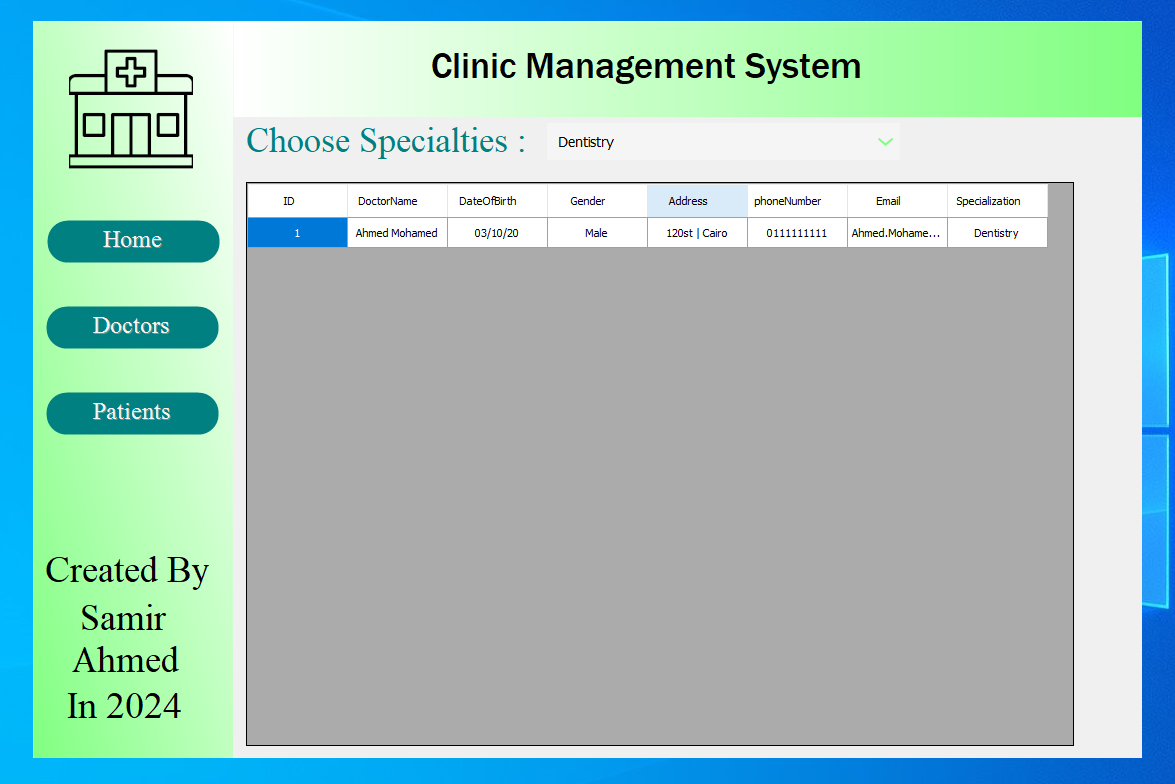 Clinic Management System
Choose Specialties :
Dentistry
ID DoctorName DateOfBirth Gender Address phoneNumber Email Specialization
1 Ahmed Mohamed 03/10/20 Male 120st | Cairo 0111111111 Ahmed.Mohame... Dentistry
Home
Doctors
Patients
Created By
Samir
Ahmed
In 2024